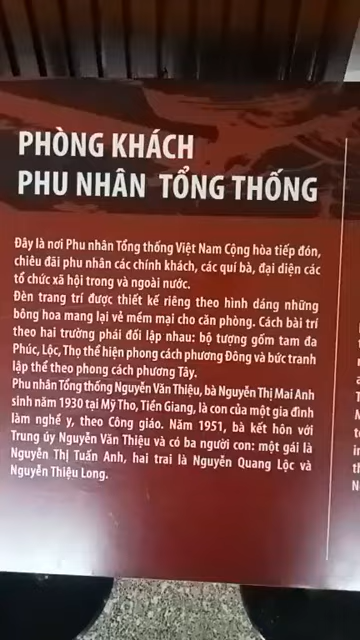 PHÒNG KHÁCH
PHU NHÂN TỔNG THỐNG
Đây là nơi Phu nhân Tổng thống Việt Nam Cộng hòa tiếp đón,
chiêu đãi phu nhân các chính khách, các quí bà, đại diện các
tổ chức xã hội trong và ngoài nước.
Đèn trang trí được thiết kế riêng theo hình dáng những
bông hoa mang lại vẻ mềm mại cho căn phòng. Cách bài trí
theo hai trường phái đối lập nhau: bộ tượng gốm tam đa
Phúc, Lộc, Thọ thể hiện phong cách phương Đông và bức tranh
lập thể theo phong cách phương Tây.
Phu nhân Tổng thống Nguyễn Văn Thiệu, bà Nguyễn Thị Mai Anh
sinh năm 1930 tại Mỹ Tho, Tiền Giang, là con của một gia đình
làm nghề y, theo Công giáo. Năm 1951, bà kết hôn với
Trung úy Nguyễn Văn Thiệu và có ba người con: một gái là
Nguyễn Thị Tuấn Anh, hai trai là Nguyễn Quang Lộc và
Nguyễn Thiệu Long.